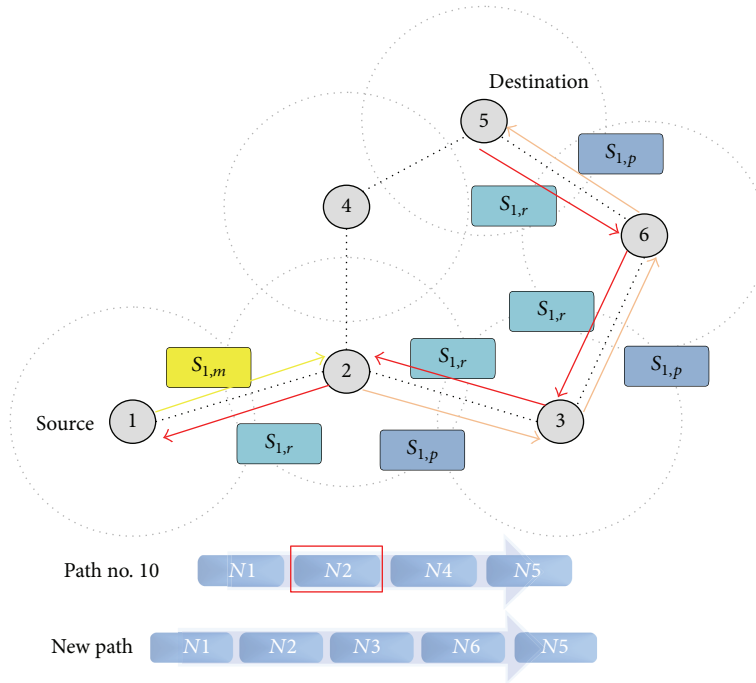 Destination
5
S1,p
S1,r
4
6
S1,r
S1,m
S1,r
S1,p
2
Source
1
3
S1,r
S1,p
Path no. 10
N1 N2 N4 N5
New path
N1 N2 N3 N6 N5